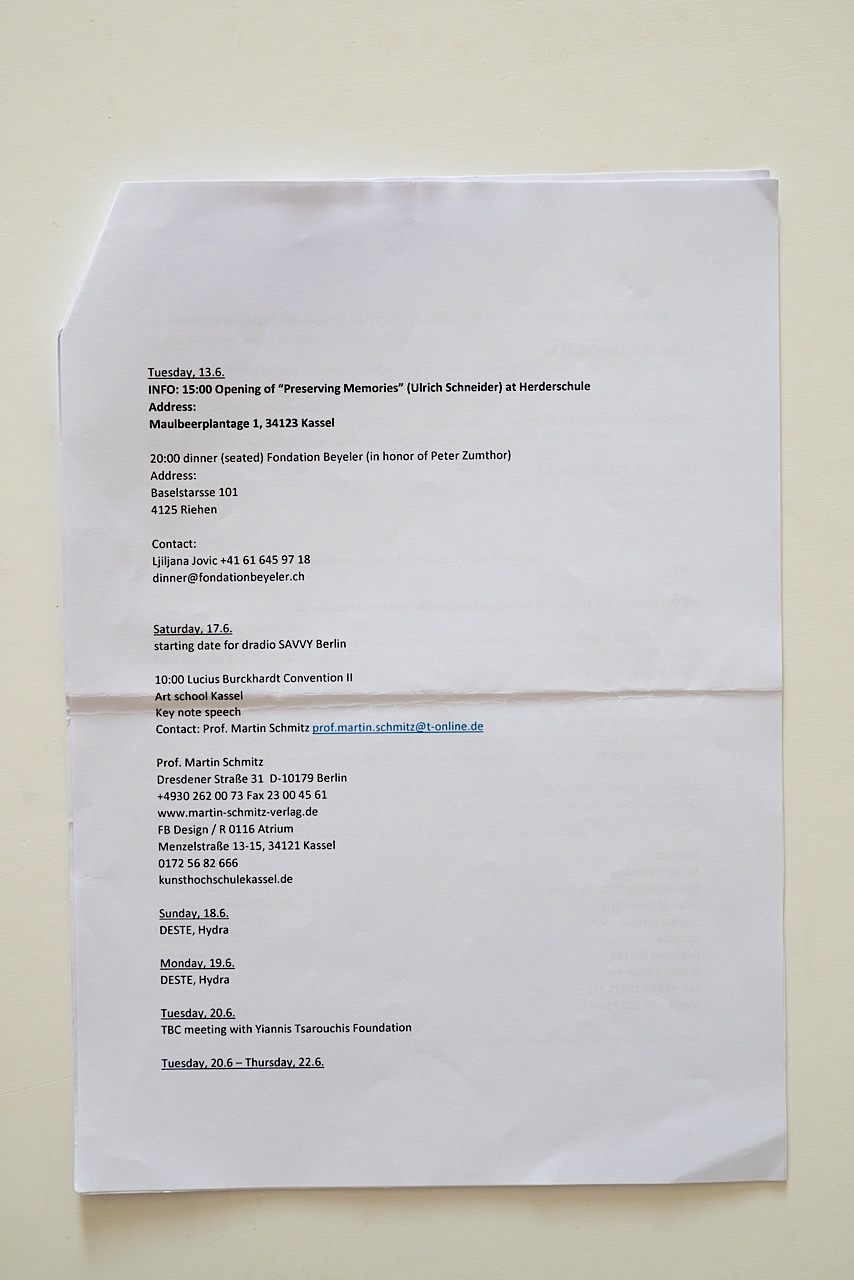 Tuesday, 13.6.
INFO: 15:00 Opening of “Preserving Memories” (Ulrich Schneider) at Herderschule
Address:
Maulbeerplantage 1, 34123 Kassel
20:00 dinner (seated) Fondation Beyeler (in honor of Peter Zumthor)
Address:
Baselstarsse 101
4125 Riehen
Contact:
Ljiljana Jovic +41 61 645 97 18
dinner@fondationbeyeler.ch
Saturday, 17.6.
starting date for dradio SAVVY Berlin
10:00 Lucius Burckhardt Convention II
Art school Kassel
Key note speech
Contact: Prof. Martin Schmitz prof.martin.schmitz@t-online.de
Prof. Martin Schmitz
Dresdener Straße 31 D-10179 Berlin
+4930 262 00 73 Fax 23 00 45 61
www.martin-schmitz-verlag.de
FB Design / R 0116 Atrium
Menzelstraße 13-15, 34121 Kassel
0172 56 82 666
kunsthochschulekassel.de
Sunday, 18.6.
DESTE, Hydra
Monday, 19.6.
DESTE, Hydra
Tuesday, 20.6.
TBC meeting with Yiannis Tsarouchis Foundation
Tuesday, 20.6 – Thursday, 22.6.